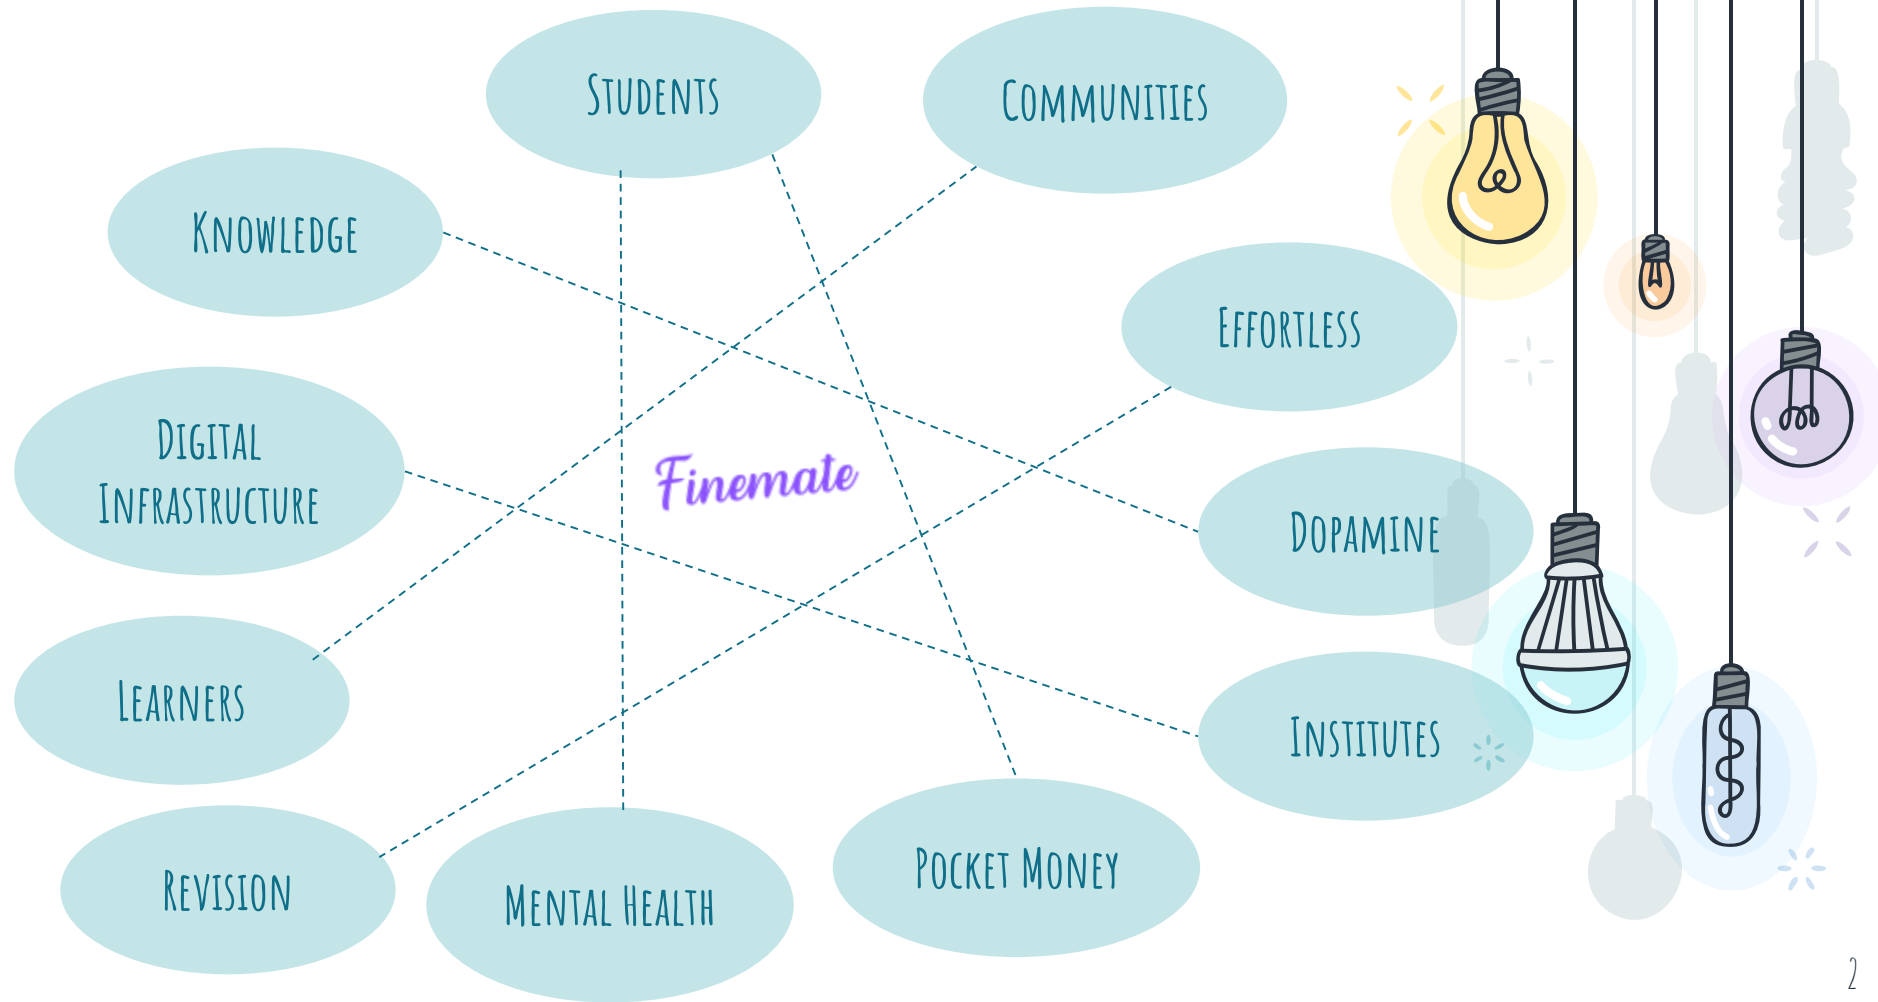 Students
Communities
Knowledge
Effortless
Digital
Infrastructure
Finemate
Dopamine
Learners
Institutes
Revision
Mental Health
Pocket Money
2